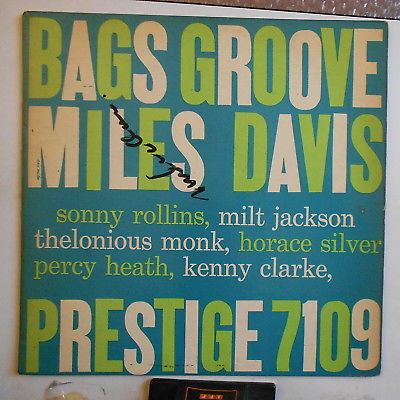 BAGS GROOVE
MILES DAVIS
sonny rollins, milt jackson
thelonious monk, horace silver
percy heath, kenny clarke,
PRESTIGE 7109